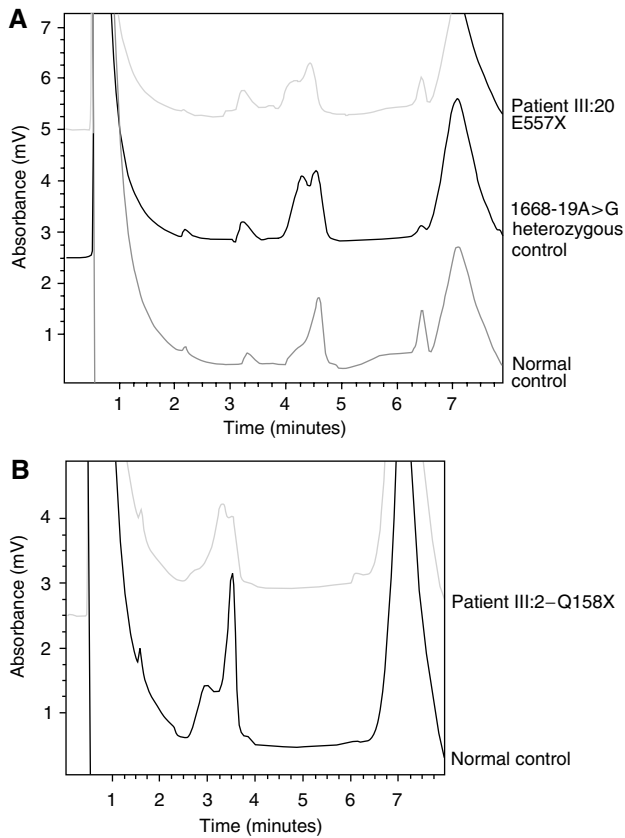 A
7
6
5
4
3
2
1
Absorbance (mV)
Patient III:20
E557X
1668-19A>G
heterozygous
control
Normal
control
1 2 3 4 5 6 7
Time (minutes)
B
4
3
2
1
Absorbance (mV)
Patient III:2–Q158X
Normal control
1 2 3 4 5 6 7
Time (minutes)